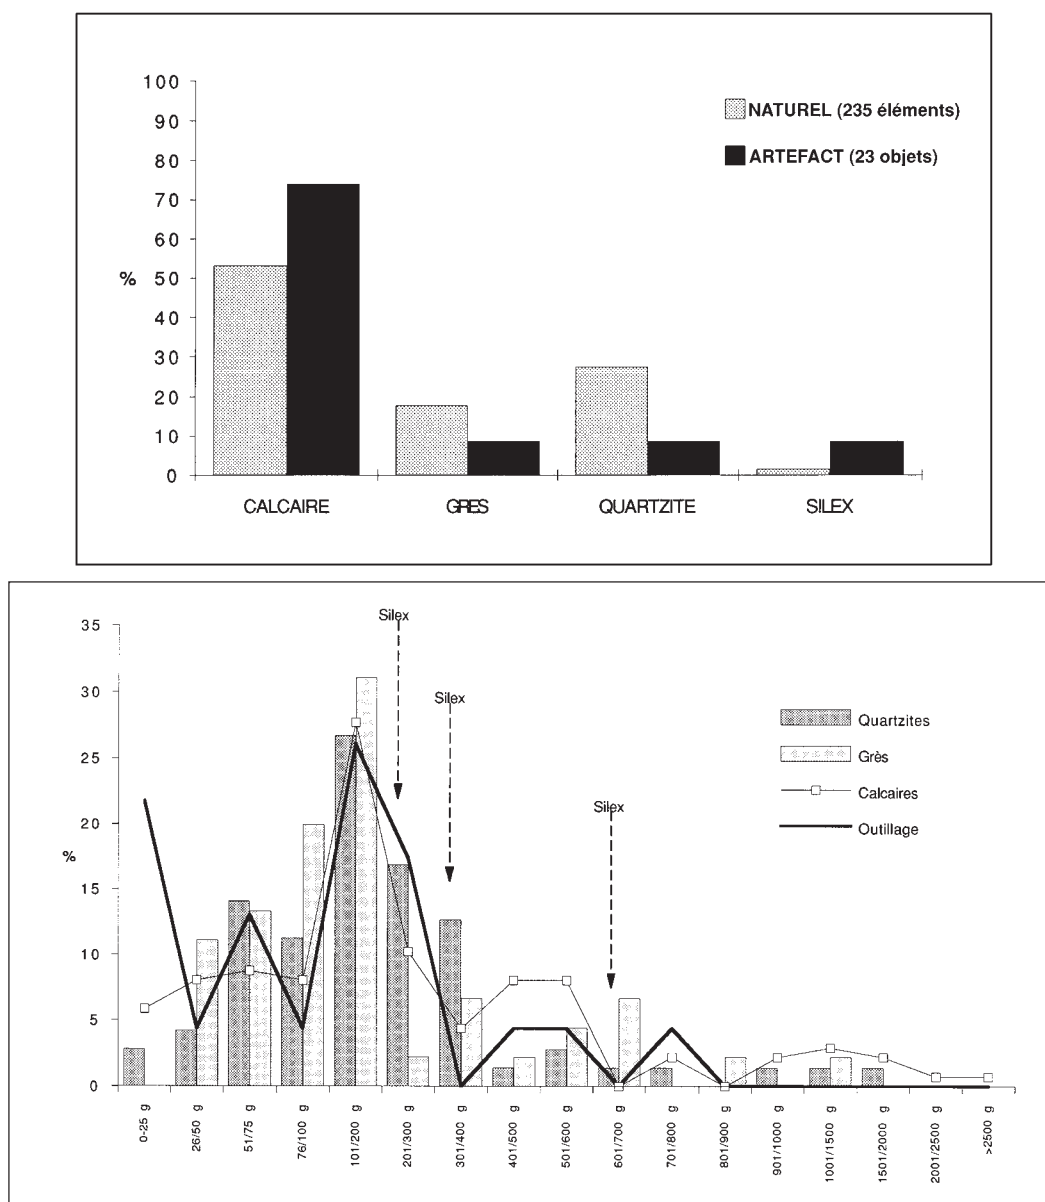 100
90
80
70
60
50
40
30
20
10
0
%
NATUREL (235 éléments)
ARTEFACT (23 objets)
CALCAIRE GRES QUARTZITE SILEX
Silex
Silex
Silex
35
30
25
20
15
10
5
0
%
Quartzites
Grès
Calcaires
Outillage
0-25 g
26/50 g
51/75 g
76/100 g
101/200 g
201/300 g
301/400 g
401/500 g
501/600 g
601/700 g
701/800 g
801/900 g
901/1000 g
1001/1500 g
1501/2000 g
2001/2500 g
>2500 g